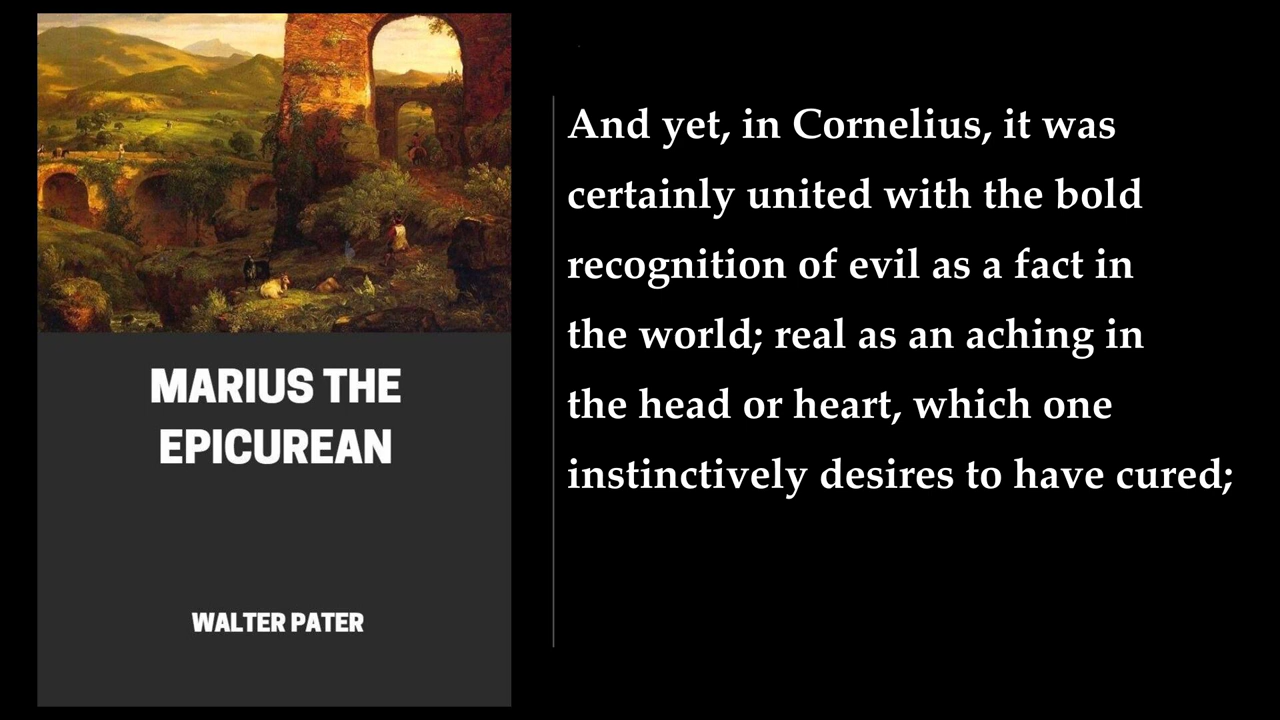 MARIUS THE
EPICUREAN
WALTER PATER
And yet, in Cornelius, it was
certainly united with the bold
recognition of evil as a fact in
the world; real as an aching in
the head or heart, which one
instinctively desires to have cured;